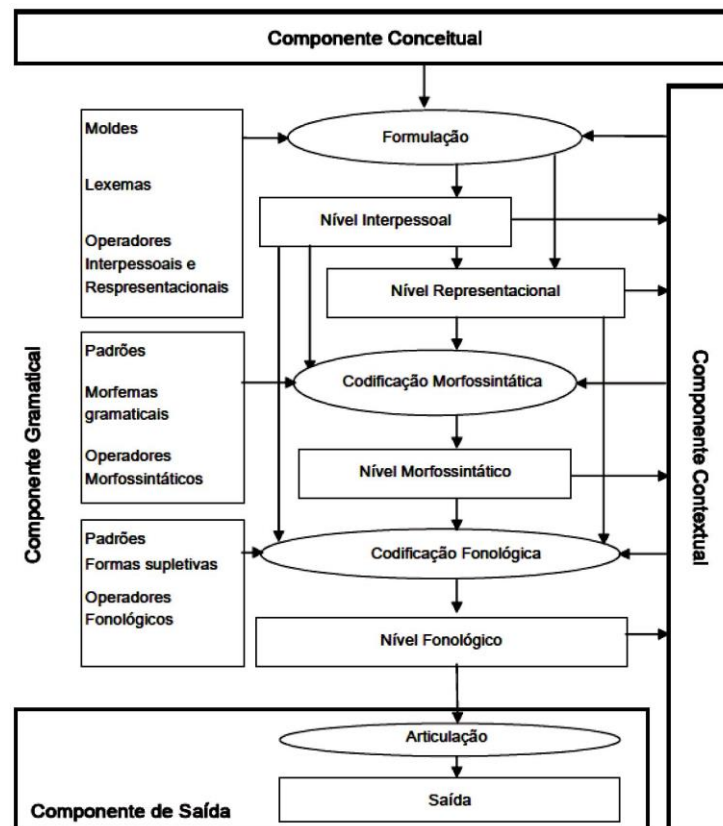 Componente Conceitual
Moldes
Lexemas
Operadores
Interpessoais e
Respresentacionais
Formulação
Nível Interpessoal
Nível Representacional
Componente Gramatical
Padrões
Morfemas
gramaticais
Operadores
Morfossintáticos
Codificação Morfossintática
Nível Morfossintático
Componente Contextual
Padrões
Formas supletivas
Operadores
Fonológicos
Codificação Fonológica
Nível Fonológico
Articulação
Saída
Componente de Saída